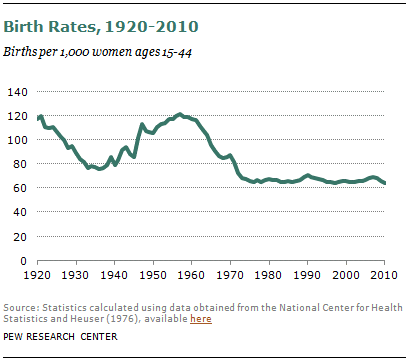 Birth Rates, 1920-2010
Births per 1,000 women ages 15-44
140
120
100
80
60
40
20
0
1920 1930 1940 1950 1960 1970 1980 1990 2000 2010
Source: Statistics calculated using data obtained from the National Center for Health
Statistics and Heuser (1976), available here
PEW RESEARCH CENTER